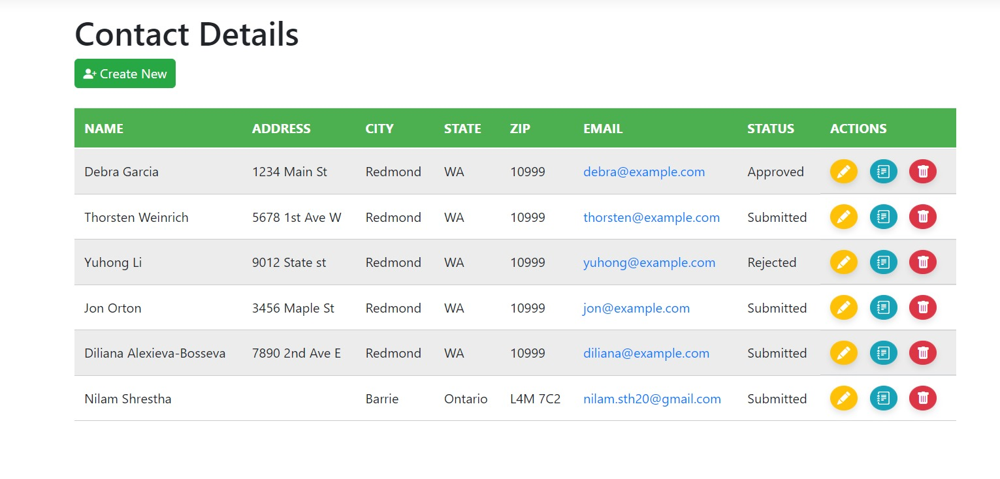 Contact Details
Create New
NAME ADDRESS CITY STATE ZIP EMAIL STATUS ACTIONS
Debra Garcia 1234 Main St Redmond WA 10999 debra@example.com Approved
Thorsten Weinrich 5678 1st Ave W Redmond WA 10999 thorsten@example.com Submitted
Yuhong Li 9012 State st Redmond WA 10999 yuhong@example.com Rejected
Jon Orton 3456 Maple St Redmond WA 10999 jon@example.com Submitted
Diliana Alexieva-Bosseva 7890 2nd Ave E Redmond WA 10999 diliana@example.com Submitted
Nilam Shrestha Barrie Ontario L4M 7C2 nilam.sth20@gmail.com Submitted